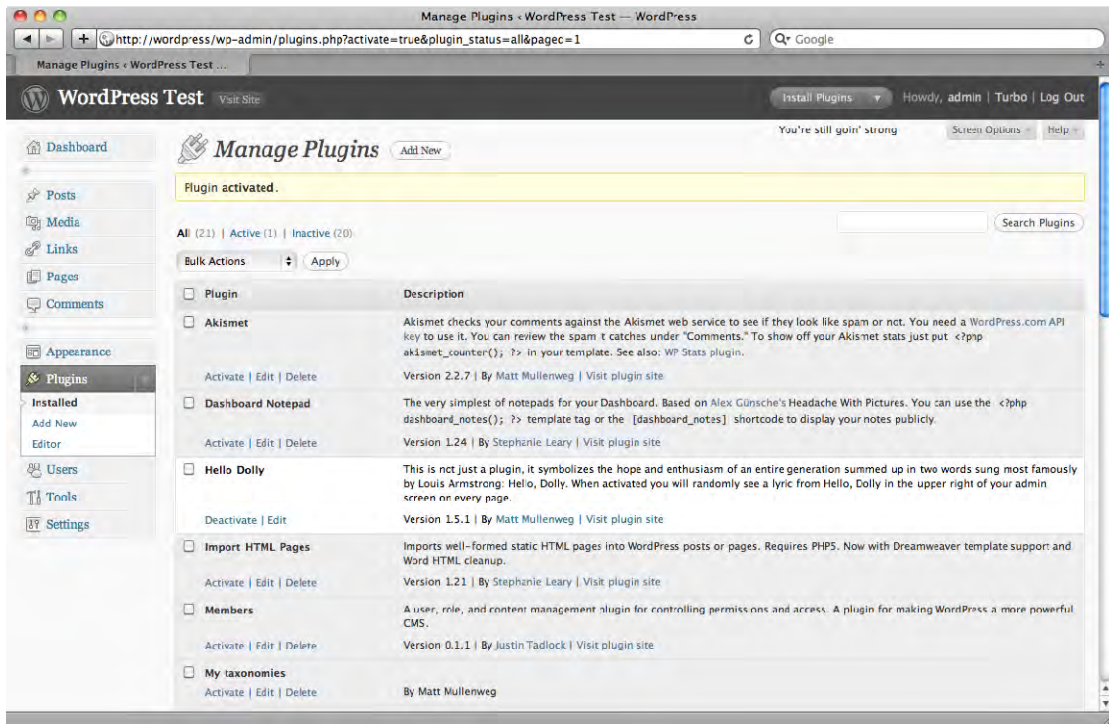 Manage Plugins ‹ WordPress Test — WordPress
http://wordpress/wp-admin/plugins.php?activate=true&plugin_status=all&paged=1
Google
Manage Plugins ‹ WordPress Test ...
WordPress Test Visit Site
Install Plugins
Howdy, admin | Turbo | Log Out
You're still goin' strong
Screen Options
Help
Dashboard
Posts
Media
Links
Pages
Comments
Appearance
Plugins
Installed
Add New
Editor
Users
Tools
Settings
Manage Plugins Add New
Plugin activated.
All (21) | Active (1) | Inactive (20)
Search Plugins
Bulk Actions Apply
Plugin Description
Akismet
Akismet checks your comments against the Akismet web service to see if they look like spam or not. You need a WordPress.com API
key to use it. You can review the spam it catches under "Comments." To show off your Akismet stats just put <?php
akismet_counter(); ?> in your template. See also: WP Stats plugin.
Activate | Edit | Delete Version 2.2.7 | By Matt Mullenweg | Visit plugin site
Dashboard Notepad
The very simplest of notepads for your Dashboard. Based on Alex Günsche's Headache With Pictures. You can use the <?php
dashboard_notes(); ?> template tag or the [dashboard_notes] shortcode to display your notes publicly.
Activate | Edit | Delete Version 1.24 | By Stephanie Leary | Visit plugin site
Hello Dolly
This is not just a plugin, it symbolizes the hope and enthusiasm of an entire generation summed up in two words sung most famously
by Louis Armstrong: Hello, Dolly. When activated you will randomly see a lyric from Hello, Dolly in the upper right of your admin
screen on every page.
Deactivate | Edit Version 1.5.1 | By Matt Mullenweg | Visit plugin site
Import HTML Pages
Imports well-formed static HTML pages into WordPress posts or pages. Requires PHP5. Now with Dreamweaver template support and
Word HTML cleanup.
Activate | Edit | Delete Version 1.21 | By Stephanie Leary | Visit plugin site
Members
A user, role, and content management plugin for controlling permissions and access. A plugin for making WordPress a more powerful
CMS.
Activate | Edit | Delete Version 0.1.1 | By Justin Tadlock | Visit plugin site
My taxonomies
Activate | Edit | Delete By Matt Mullenweg